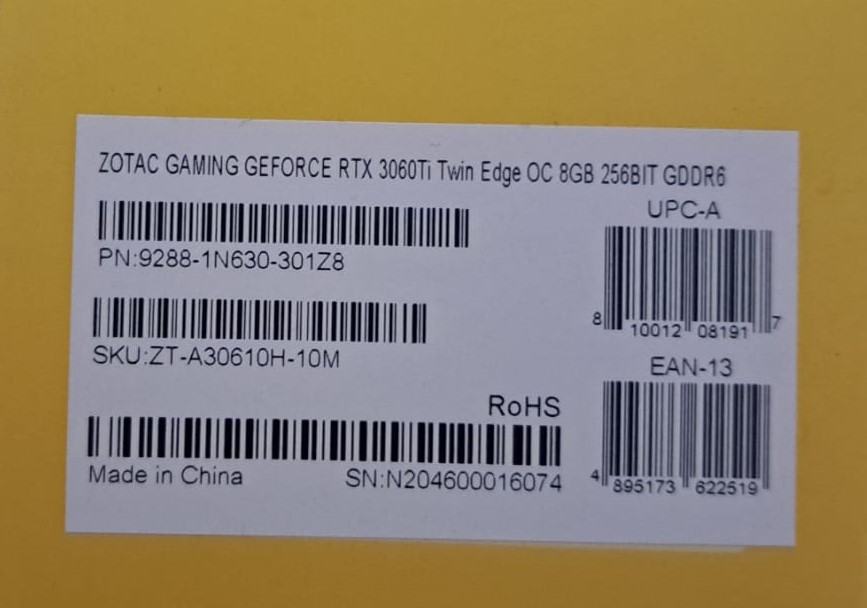 ZOTAC GAMING GEFORCE RTX 3060Ti Twin Edge OC 8GB 256BIT GDDR6
UPC-A
PN:9288-1N630-301Z8
8 10012 08191 7
SKU:ZT-A30610H-10M
EAN-13
RoHS
Made in China SN:N204600016074
4 895173 622519